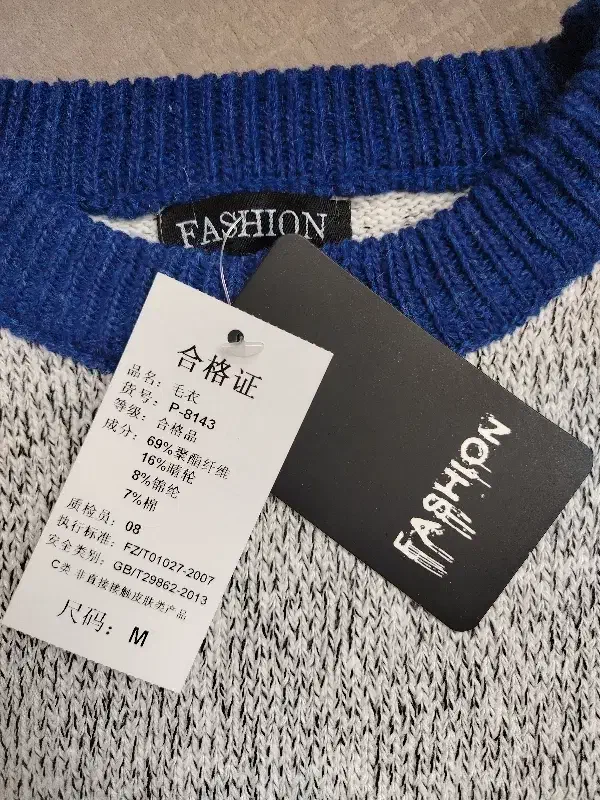 FASHION
合格证
品名：毛衣
货号：P-8143
等级：合格品
成分：69%聚酯纤维
16%晴轮
8%锦纶
7%棉
质检员：08
执行标准：FZ/T01027-2007
安全类别：GB/T29862-2013
C类 非直接接触皮肤类产品
尺码：M
FASHION